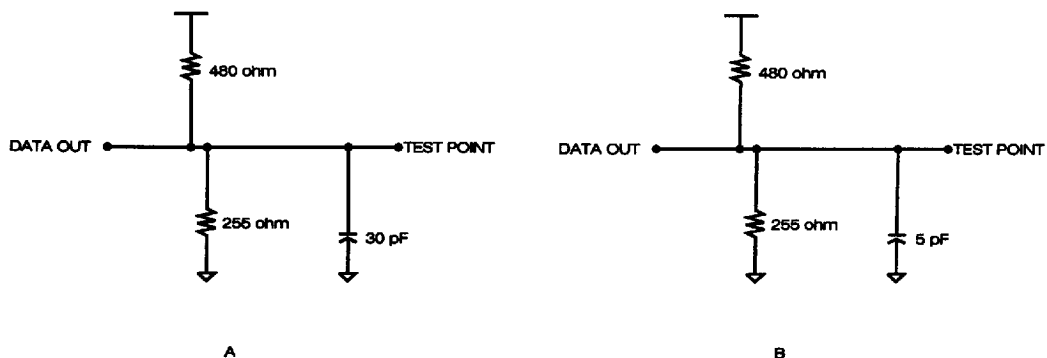 480 ohm
DATA OUT
TEST POINT
255 ohm
30 pF
A
480 ohm
DATA OUT
TEST POINT
255 ohm
5 pF
B